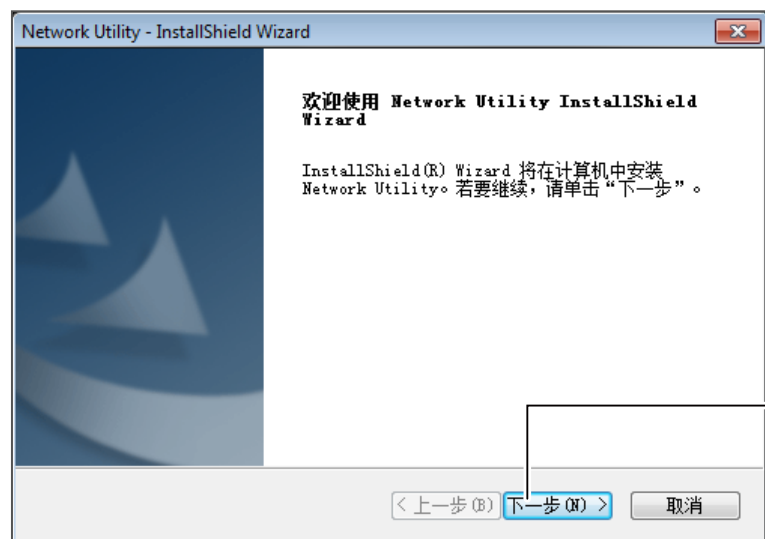 Network Utility - InstallShield Wizard
欢迎使用 Network Utility InstallShield
Wizard
InstallShield(R) Wizard 将在计算机中安装
Network Utility。若要继续，请单击“下一步”。
< 上一步(B)
下一步(N) >
取消